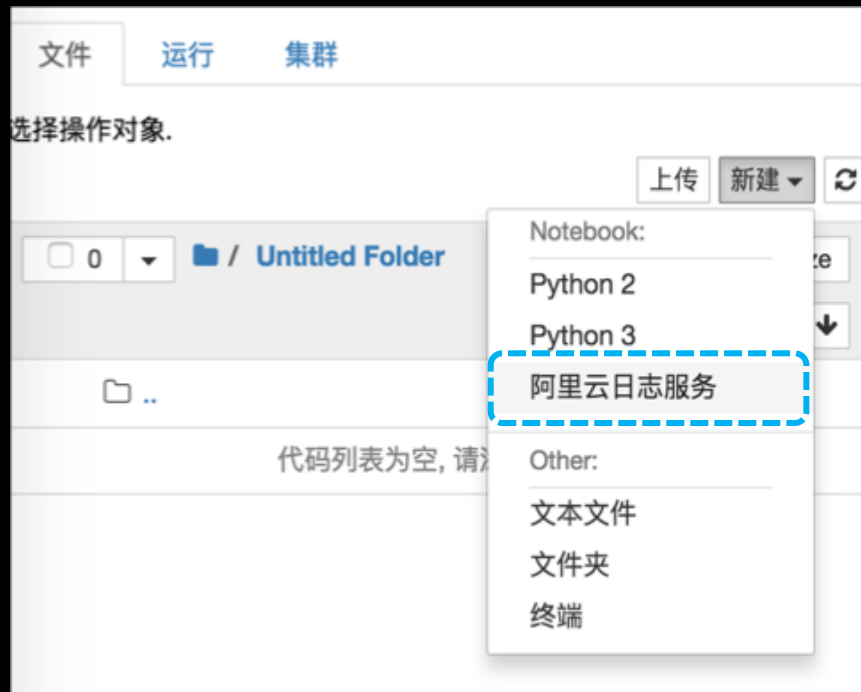 文件 运行 集群
选择操作对象.
上传 新建
0 / Untitled Folder
Notebook:
Python 2
Python 3
阿里云日志服务
..
代码列表为空, 请
Other:
文本文件
文件夹
终端